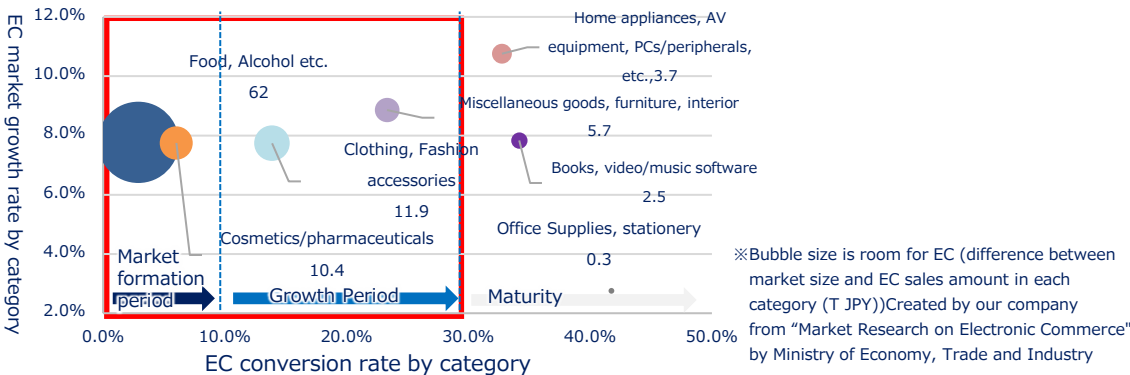 EC market growth rate by category
12.0%
10.0%
8.0%
6.0%
4.0%
2.0%
Home appliances, AV
equipment, PCs/peripherals,
etc.,3.7
Food, Alcohol etc.
62
Miscellaneous goods, furniture, interior
5.7
Clothing, Fashion
accessories
11.9
Books, video/music software
2.5
Cosmetics/pharmaceuticals
10.4
Office Supplies, stationery
0.3
Market
formation
period
Growth Period
Maturity
0.0%
10.0%
20.0%
30.0%
40.0%
50.0%
EC conversion rate by category
※Bubble size is room for EC (difference between
market size and EC sales amount in each
category (T JPY))Created by our company
from “Market Research on Electronic Commerce"
by Ministry of Economy, Trade and Industry